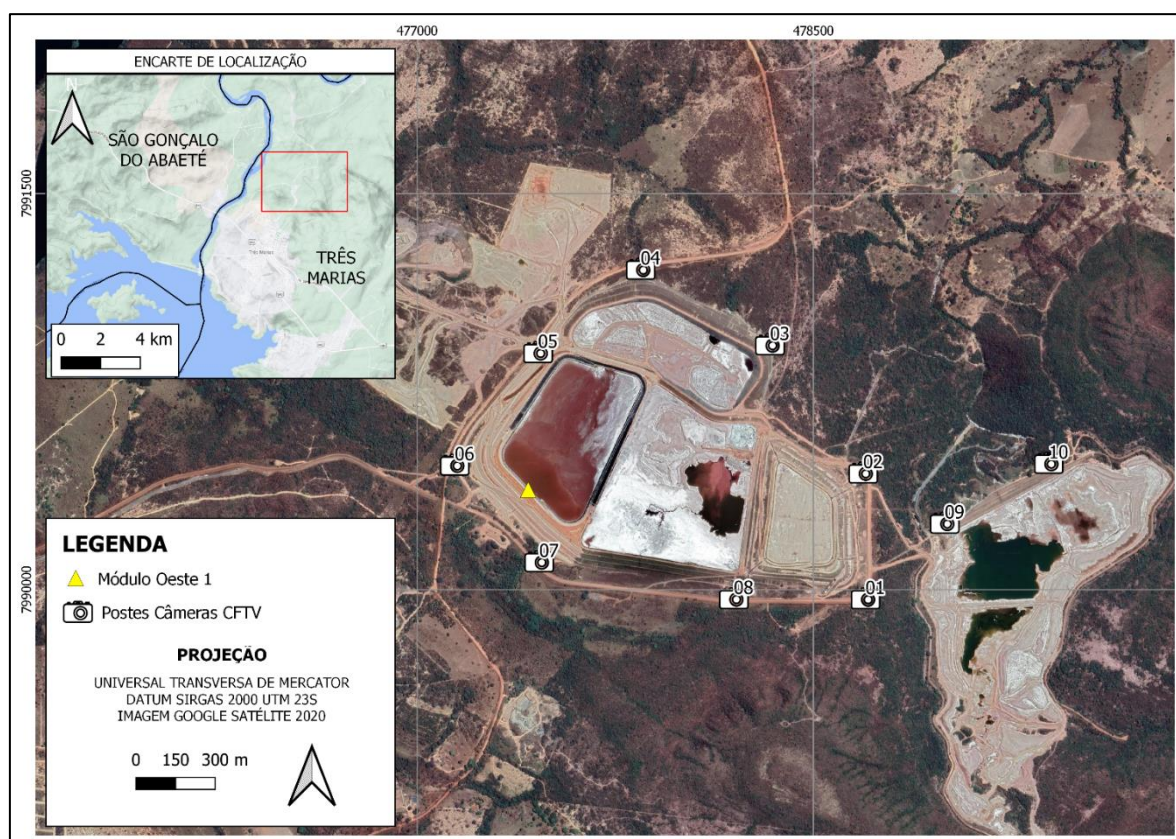 477000
478500
7991500
7990000
ENCARTE DE LOCALIZAÇÃO
N
SÃO GONÇALO
DO ABAETÉ
Três Marias
TRÊS
MARIAS
0 2 4 km
04
03
05
06
02
10
09
07
08
01
LEGENDA
Módulo Oeste 1
Postes Câmeras CFTV
PROJEÇÃO
UNIVERSAL TRANSVERSA DE MERCATOR
DATUM SIRGAS 2000 UTM 23S
IMAGEM GOOGLE SATÉLITE 2020
0 150 300 m